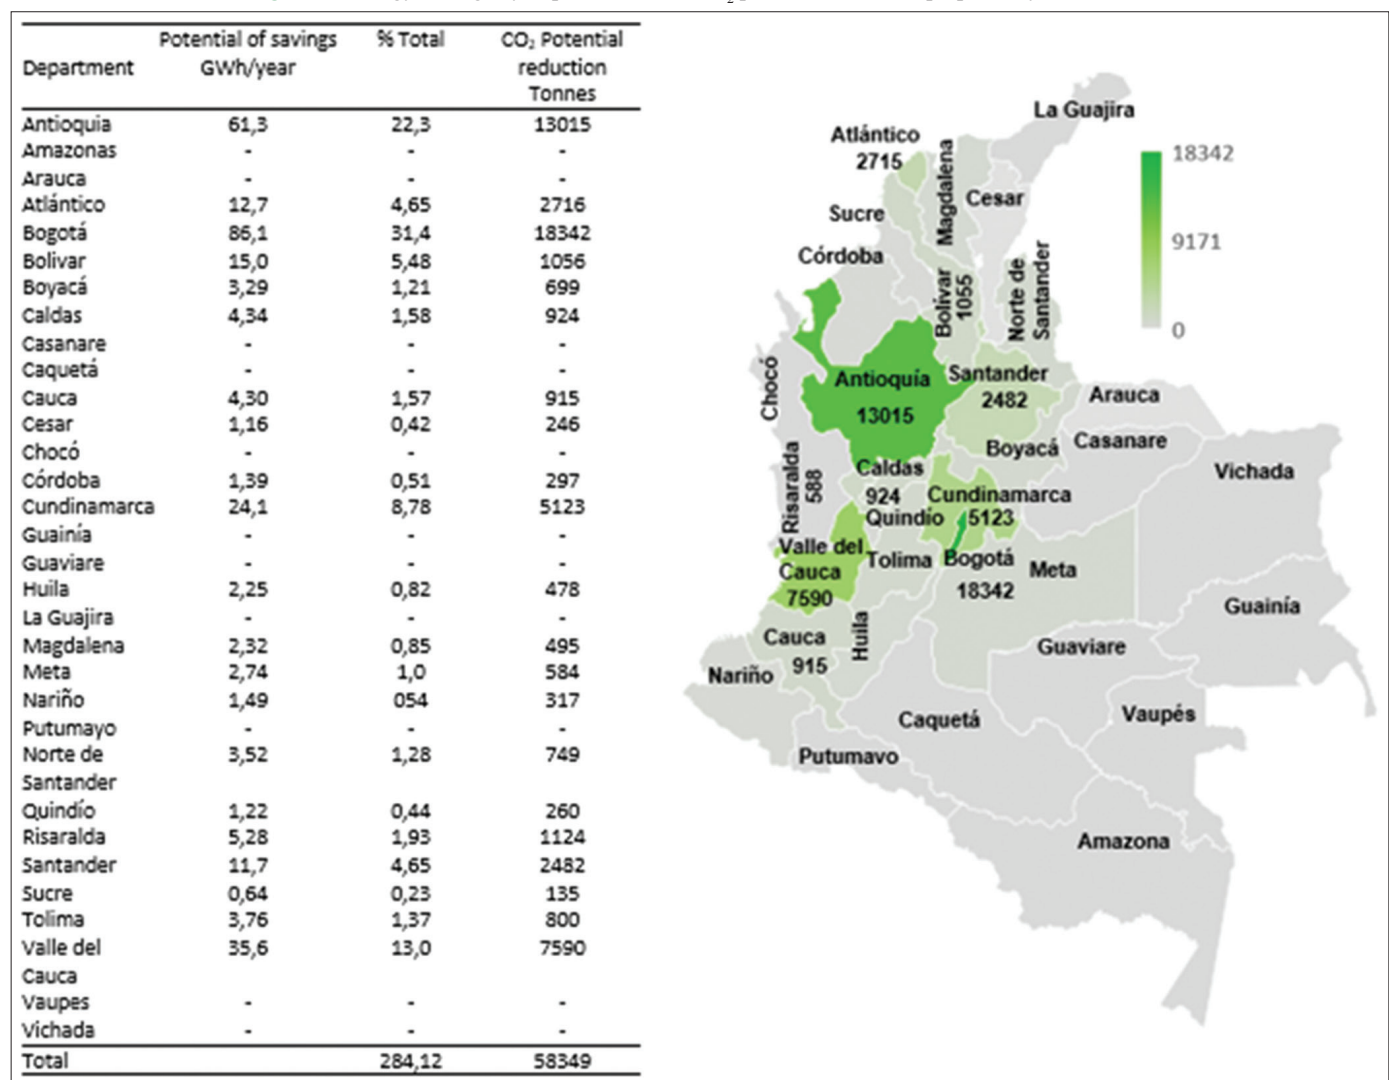 Potential of savings % Total CO₂ Potential
Department GWh/year reduction
Tonnes
Antioquia 61,3 22,3 13015
Amazonas - - -
Arauca - - -
Atlántico 12,7 4,65 2716
Bogotá 86,1 31,4 18342
Bolivar 15,0 5,48 1056
Boyacá 3,29 1,21 699
Caldas 4,34 1,58 924
Casanare - - -
Caquetá - - -
Cauca 4,30 1,57 915
Cesar 1,16 0,42 246
Chocó - - -
Córdoba 1,39 0,51 297
Cundinamarca 24,1 8,78 5123
Guainía - - -
Guaviare - - -
Huila 2,25 0,82 478
La Guajira - - -
Magdalena 2,32 0,85 495
Meta 2,74 1,0 584
Nariño 1,49 054 317
Putumayo - - -
Norte de 3,52 1,28 749
Santander
Quindío 1,22 0,44 260
Risaralda 5,28 1,93 1124
Santander 11,7 4,65 2482
Sucre 0,64 0,23 135
Tolima 3,76 1,37 800
Valle del 35,6 13,0 7590
Cauca
Vaupes - - -
Vichada - - -
Total 284,12 58349
La Guajira
Atlántico
2715
Magdalena
Cesar
Sucre
Córdoba
Bolívar
1055
Norte de
Santander
18342
9171
0
Chocó
Antioquía
13015
Santander
2482
Arauca
Boyacá
Casanare
Vichada
Risaralda
588
Caldas
924
Cundinamarca
5123
Quindío
Valle del
Cauca
7590
Tolima
Bogotá
18342
Meta
Guainía
Cauca
915
Huila
Guaviare
Nariño
Caquetá
Vaupés
Putumavo
Amazona